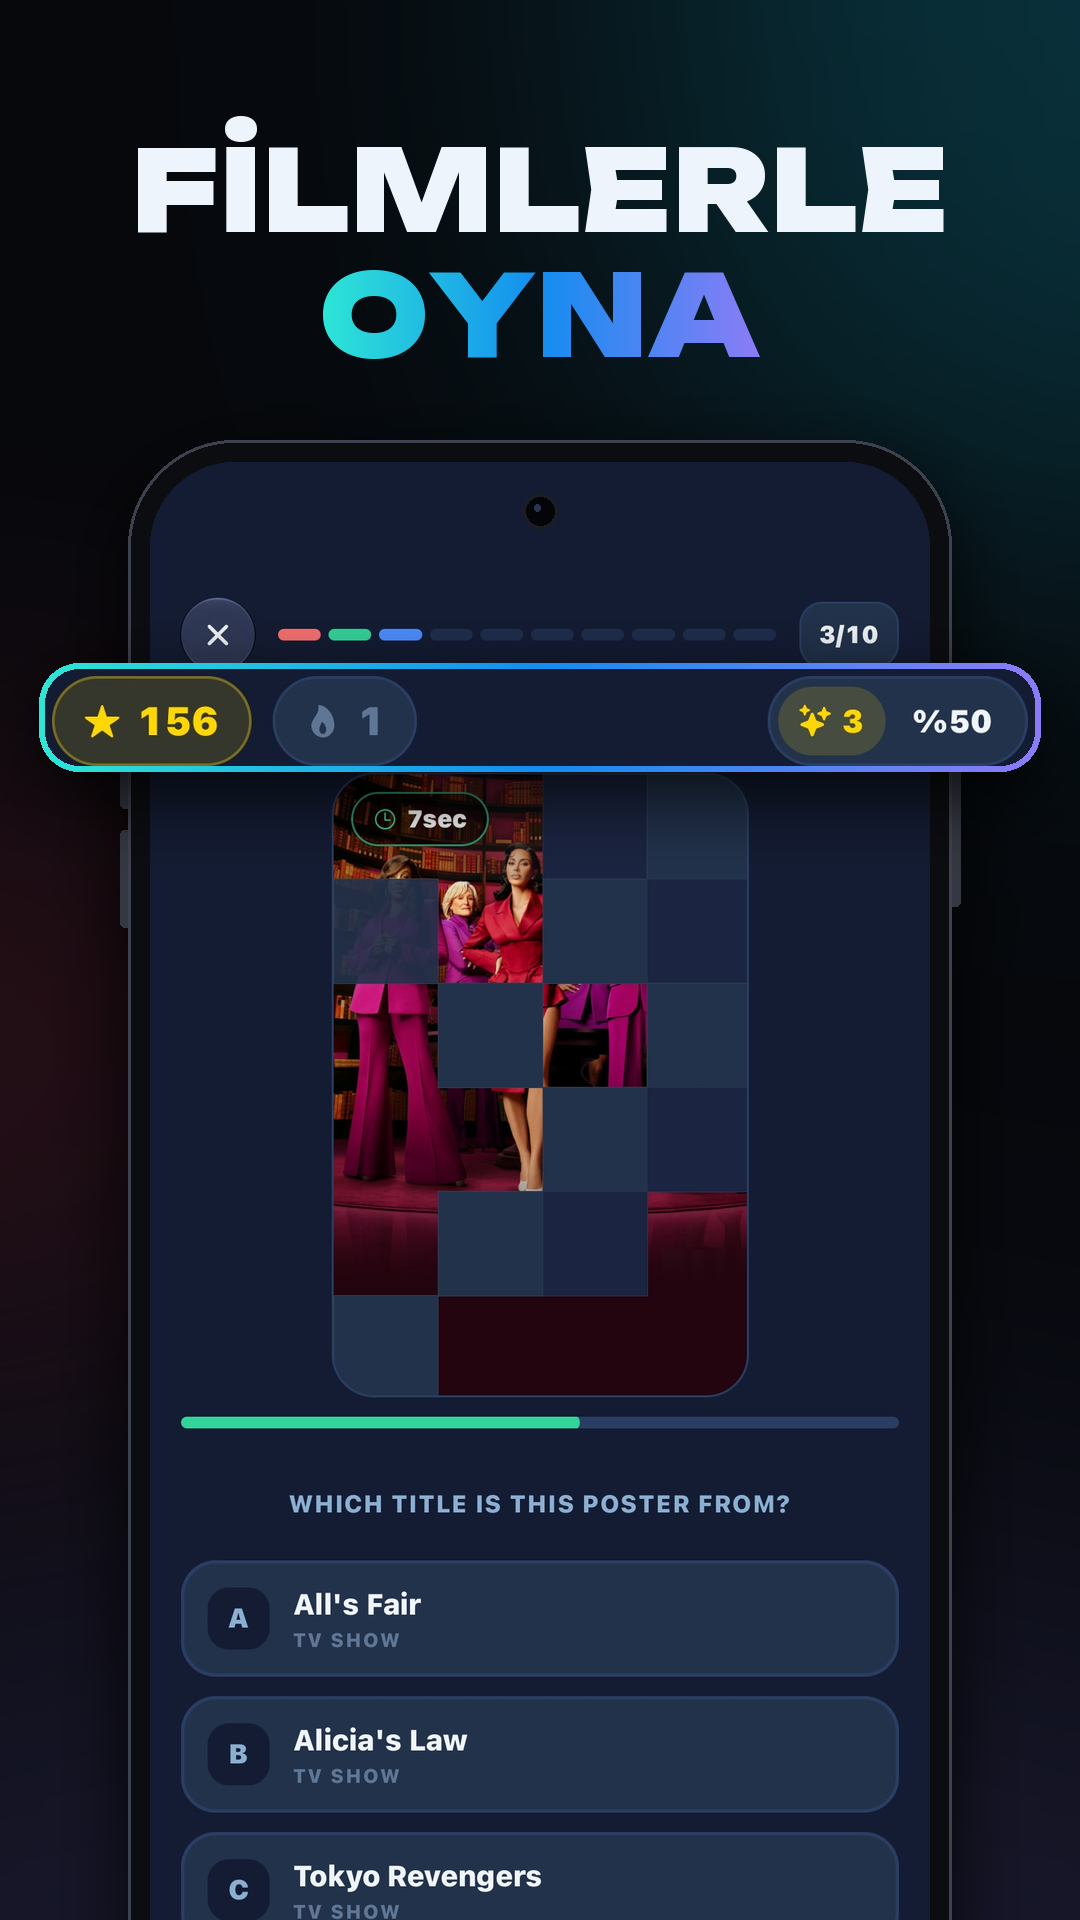 FİLMLERLE
OYNA
3/10
156
1
3
%50
7sec
WHICH TITLE IS THIS POSTER FROM?
A
All's Fair
TV SHOW
B
Alicia's Law
TV SHOW
C
Tokyo Revengers
TV SHOW